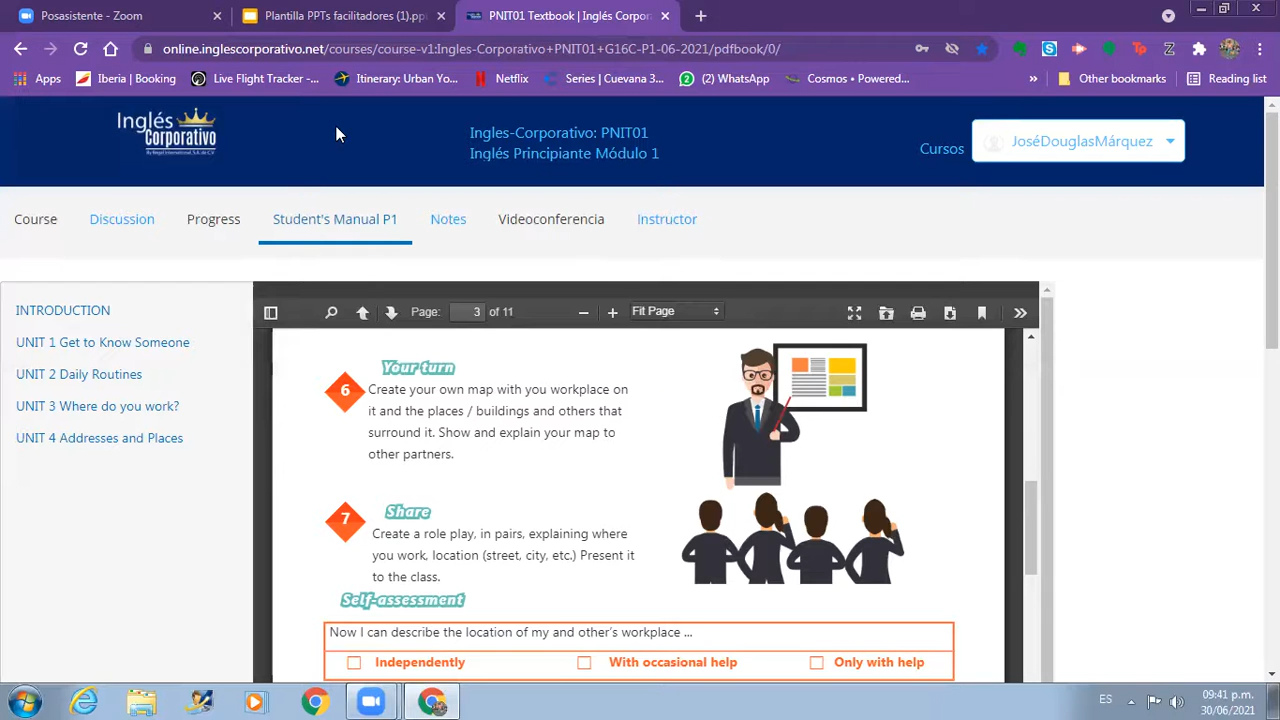 Posasistente - Zoom
Plantilla PPTs facilitadores (1).ppt
PNIT01 Textbook | Inglés Corpor
online.inglescorporativo.net/courses/course-v1:Ingles-Corporativo+PNIT01+G16C-P1-06-2021/pdfbook/0/
Apps
Iberia | Booking
Live Flight Tracker -...
Itinerary: Urban Yo...
Netflix
Series | Cuevana 3...
(2) WhatsApp
Cosmos • Powered...
»
Other bookmarks
Reading list
Inglés
Corporativo
Ingles-Corporativo: PNIT01
Inglés Principiante Módulo 1
Cursos
JoséDouglasMárquez
Course
Discussion
Progress
Student's Manual P1
Notes
Videoconferencia
Instructor
INTRODUCTION
UNIT 1 Get to Know Someone
UNIT 2 Daily Routines
UNIT 3 Where do you work?
UNIT 4 Addresses and Places
Page: 3 of 11
Fit Page
Your turn
6
Create your own map with you workplace on
it and the places / buildings and others that
surround it. Show and explain your map to
other partners.
Share
7
Create a role play, in pairs, explaining where
you work, location (street, city, etc.) Present it
to the class.
Self-assessment
Now I can describe the location of my and other's workplace ...
Independently
With occasional help
Only with help
ES
09:41 p.m.
30/06/2021